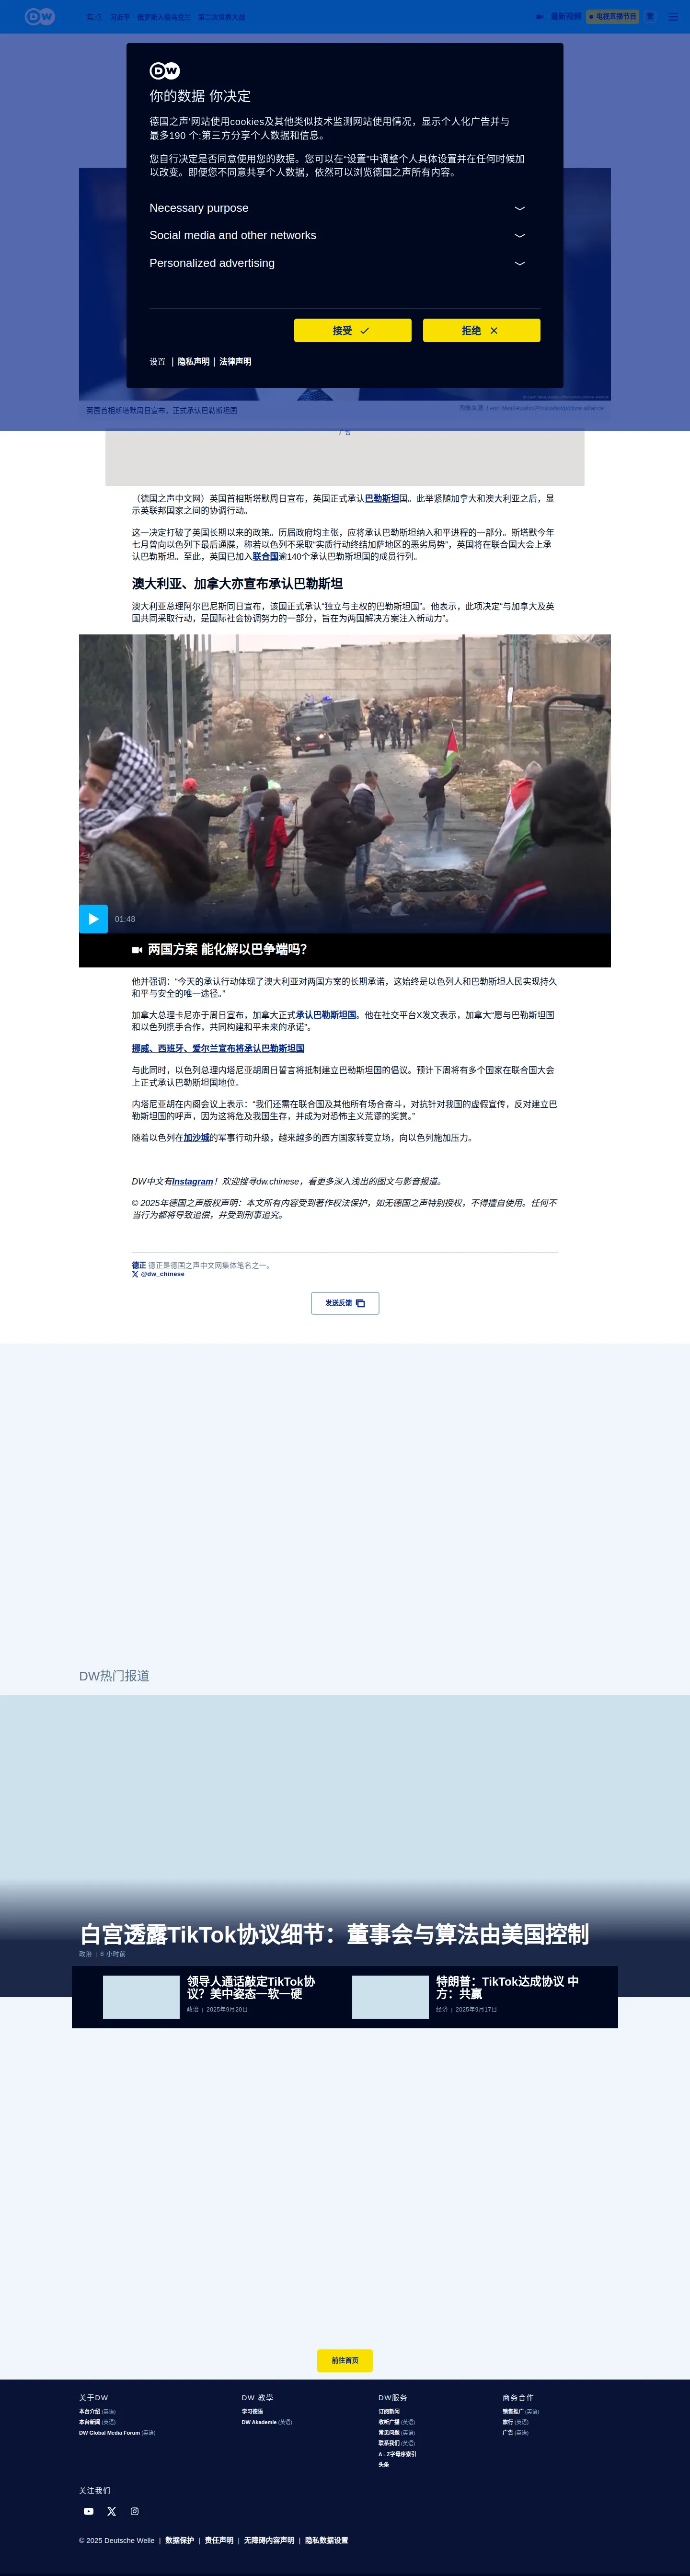 DW
焦点 习近平 俄罗斯入侵乌克兰 第二次世界大战
最新视频 电视直播节目 繁
DW
你的数据 你决定
德国之声'网站使用cookies及其他类似技术监测网站使用情况，显示个人化广告并与
最多190 个;第三方分享个人数据和信息。
您自行决定是否同意使用您的数据。您可以在“设置”中调整个人具体设置并在任何时候加
以改变。即便您不同意共享个人数据，依然可以浏览德国之声所有内容。
Necessary purpose
Social media and other networks
Personalized advertising
接受
拒绝
设置 | 隐私声明 | 法律声明
英国首相斯塔默周日宣布，正式承认巴勒斯坦国
图像来源: Leon Neal/Avalon/Photoshot/picture alliance
广告
（德国之声中文网）英国首相斯塔默周日宣布，英国正式承认巴勒斯坦国。此举紧随加拿大和澳大利亚之后，显
示英联邦国家之间的协调行动。
这一决定打破了英国长期以来的政策。历届政府均主张，应将承认巴勒斯坦纳入和平进程的一部分。斯塔默今年
七月曾向以色列下最后通牒，称若以色列不采取“实质行动终结加萨地区的恶劣局势”，英国将在联合国大会上承
认巴勒斯坦。至此，英国已加入联合国逾140个承认巴勒斯坦国的成员行列。
澳大利亚、加拿大亦宣布承认巴勒斯坦
澳大利亚总理阿尔巴尼斯同日宣布，该国正式承认“独立与主权的巴勒斯坦国”。他表示，此项决定“与加拿大及英
国共同采取行动，是国际社会协调努力的一部分，旨在为两国解决方案注入新动力”。
01:48
两国方案 能化解以巴争端吗？
他并强调：“今天的承认行动体现了澳大利亚对两国方案的长期承诺，这始终是以色列人和巴勒斯坦人民实现持久
和平与安全的唯一途径。”
加拿大总理卡尼亦于周日宣布，加拿大正式承认巴勒斯坦国。他在社交平台X发文表示，加拿大“愿与巴勒斯坦国
和以色列携手合作，共同构建和平未来的承诺”。
挪威、西班牙、爱尔兰宣布将承认巴勒斯坦国
与此同时，以色列总理内塔尼亚胡周日誓言将抵制建立巴勒斯坦国的倡议。预计下周将有多个国家在联合国大会
上正式承认巴勒斯坦国地位。
内塔尼亚胡在内阁会议上表示：“我们还需在联合国及其他所有场合奋斗，对抗针对我国的虚假宣传，反对建立巴
勒斯坦国的呼声，因为这将危及我国生存，并成为对恐怖主义荒谬的奖赏。”
随着以色列在加沙城的军事行动升级，越来越多的西方国家转变立场，向以色列施加压力。
DW中文有Instagram！欢迎搜寻dw.chinese，看更多深入浅出的图文与影音报道。
© 2025年德国之声版权声明：本文所有内容受到著作权法保护，如无德国之声特别授权，不得擅自使用。任何不
当行为都将导致追偿，并受到刑事追究。
德正 德正是德国之声中文网集体笔名之一。
@dw_chinese
发送反馈
DW热门报道
白宫透露TikTok协议细节：董事会与算法由美国控制
政治 | 8 小时前
领导人通话敲定TikTok协
议？美中姿态一软一硬
政治 | 2025年9月20日
特朗普：TikTok达成协议 中
方：共赢
经济 | 2025年9月17日
前往首页
关于DW
本台介绍 (英语)
本台新闻 (英语)
DW Global Media Forum (英语)
DW 教學
学习德语
DW Akademie (英语)
DW服务
订阅新闻
收听广播 (英语)
常见问题 (英语)
联系我们 (英语)
A - Z字母序索引
头条
商务合作
销售推广 (英语)
旅行 (英语)
广告 (英语)
关注我们
© 2025 Deutsche Welle | 数据保护 | 责任声明 | 无障碍内容声明 | 隐私数据设置